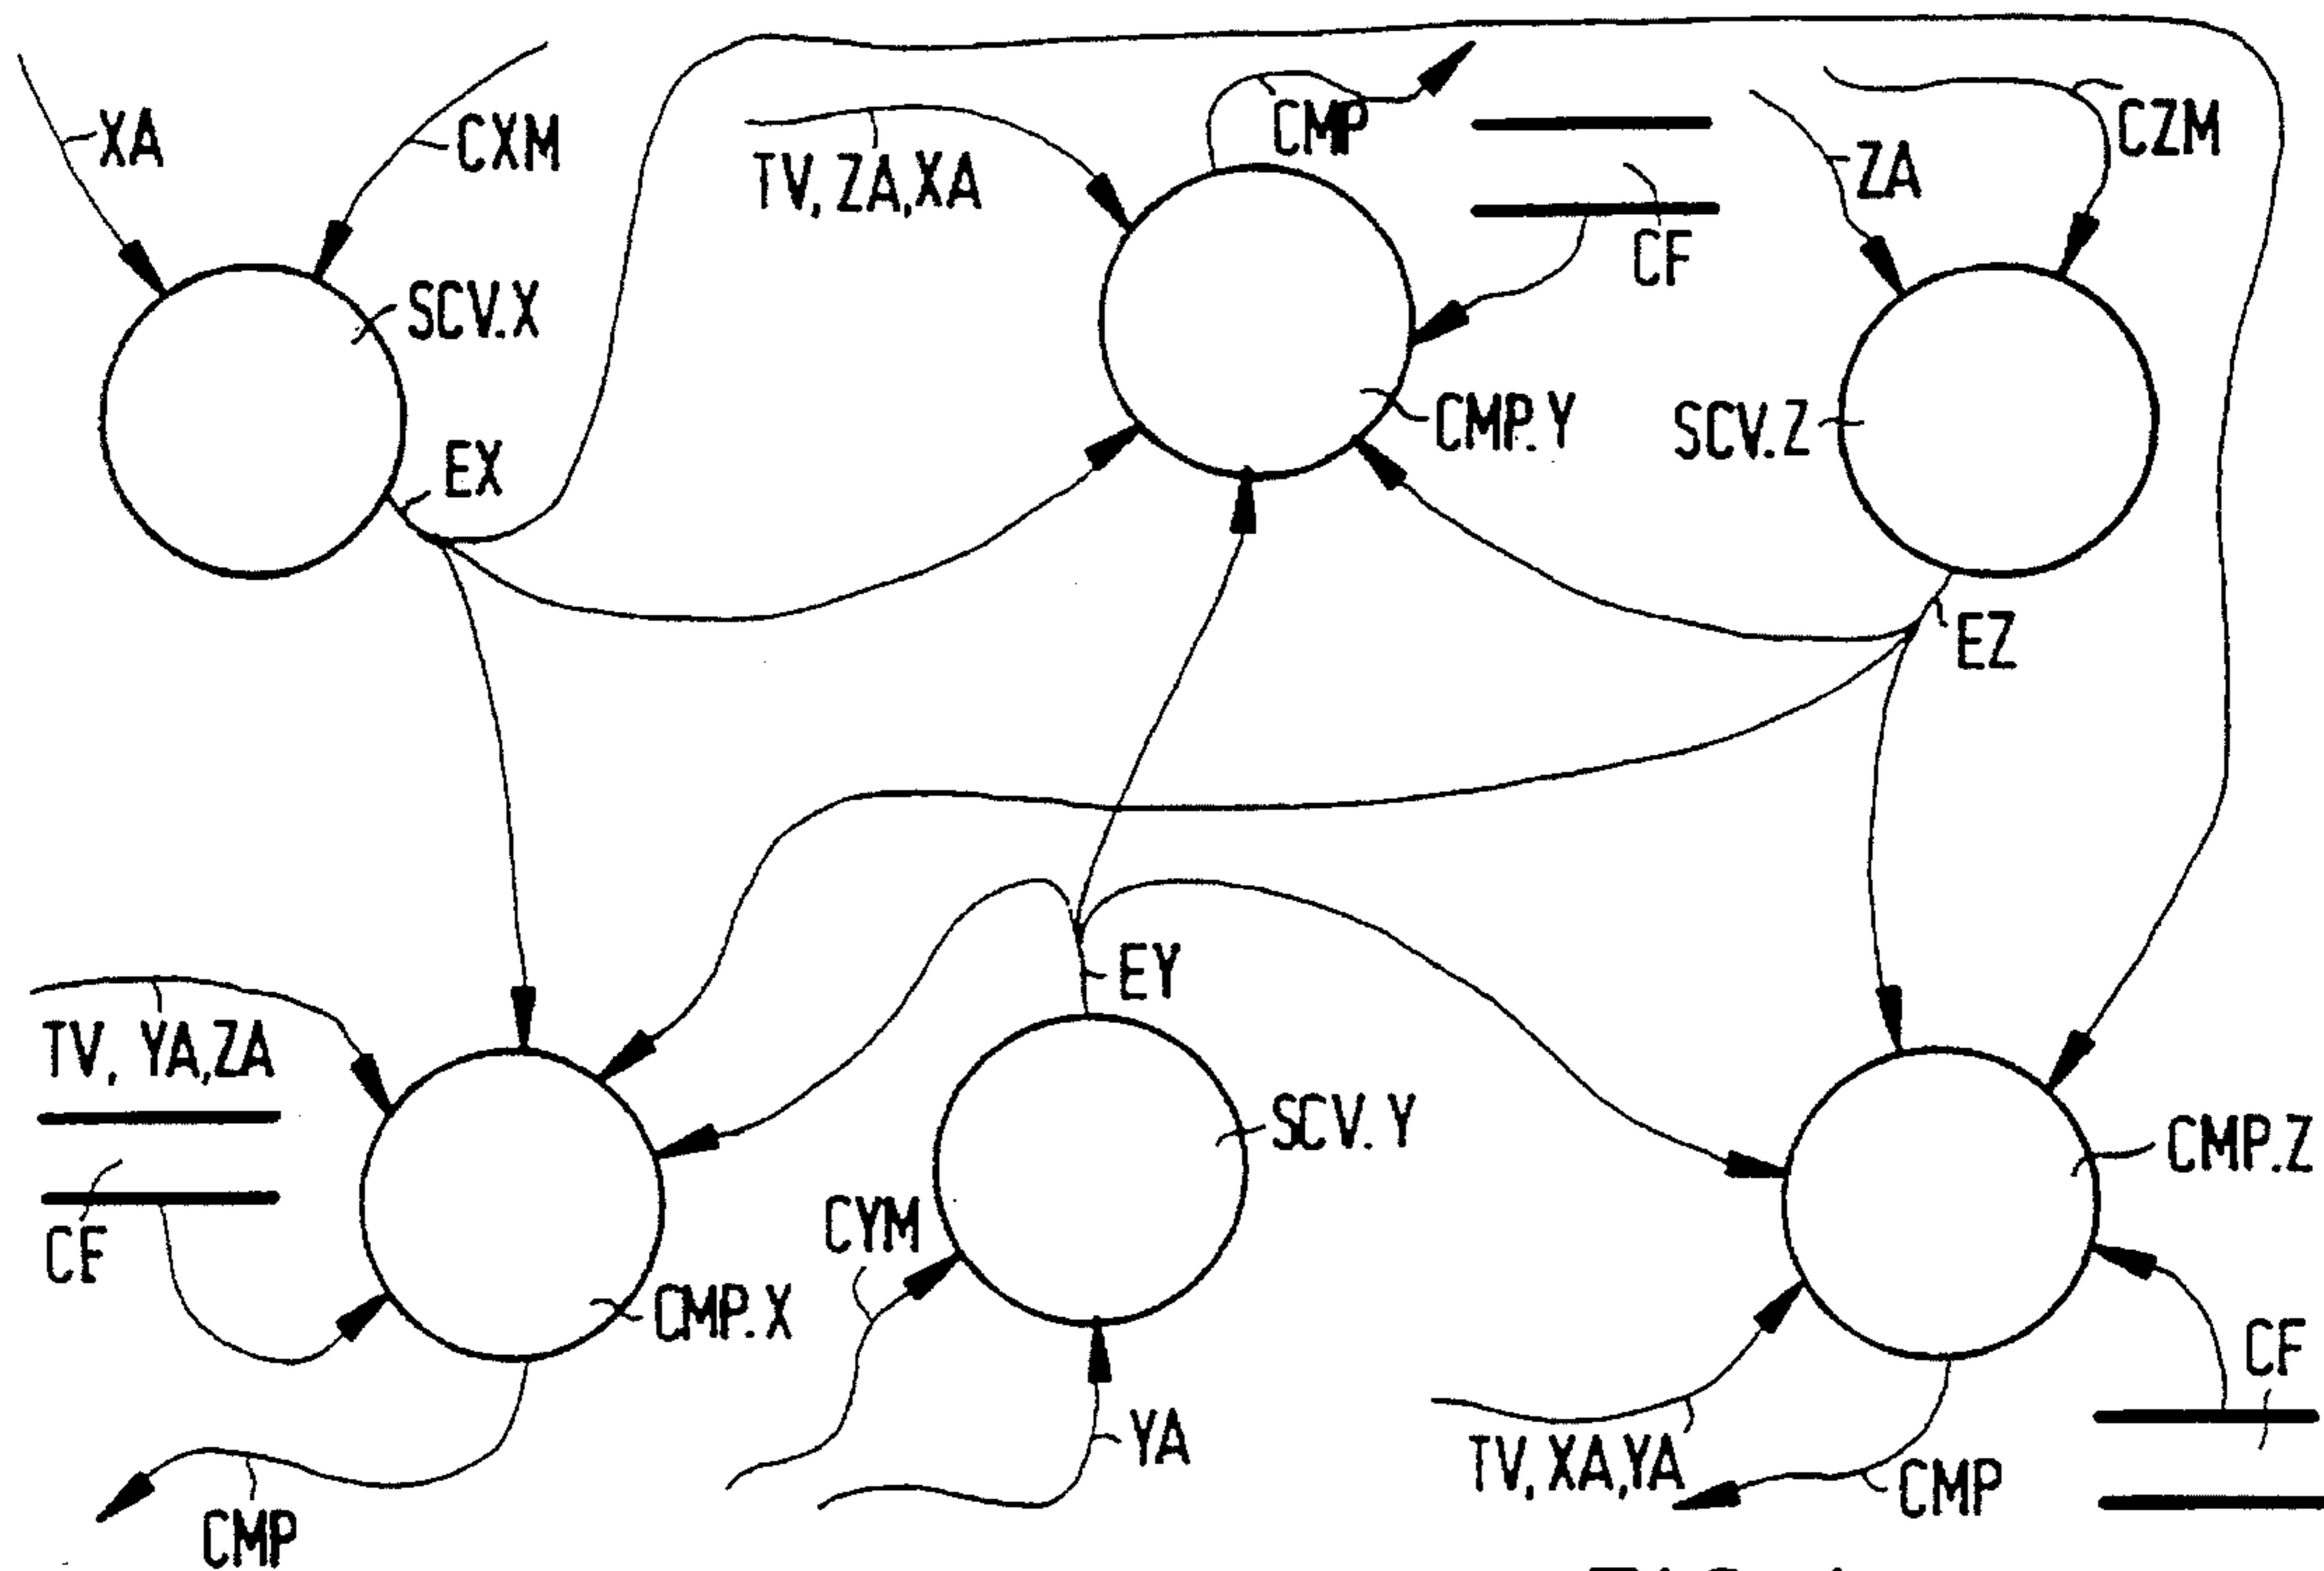 XA
CXM
TV, ZA, XA
CMP
CZM
ZA
CF
SCV.X
CMP.Y
SCV.Z
EX
EZ
EY
TV, YA, ZA
SCV.Y
CMP.Z
CYM
CF
CMP.X
CF
YA
TV, XA, YA
CMP
CMP